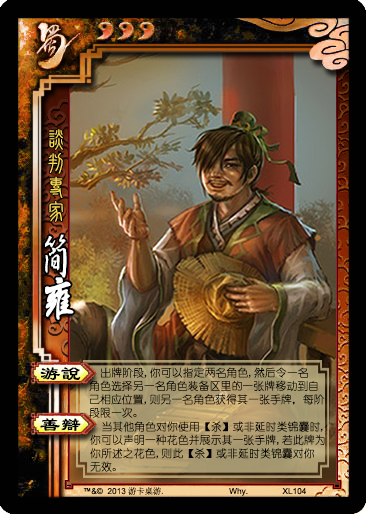 蜀
談判專家
簡雍
游說
出牌阶段,你可以指定两名角色,然后令一名
角色选择另一名角色装备区里的一张牌移动到自
己相应位置,则另一名角色获得其一张手牌,每阶
段限一次。
善辯
当其他角色对你使用【杀】或非延时类锦囊时,
你可以声明一种花色并展示其一张手牌,若此牌为
你所述之花色,则此【杀】或非延时类锦囊对你
无效。
™&© 2013 游卡桌游.
Why.
XL104